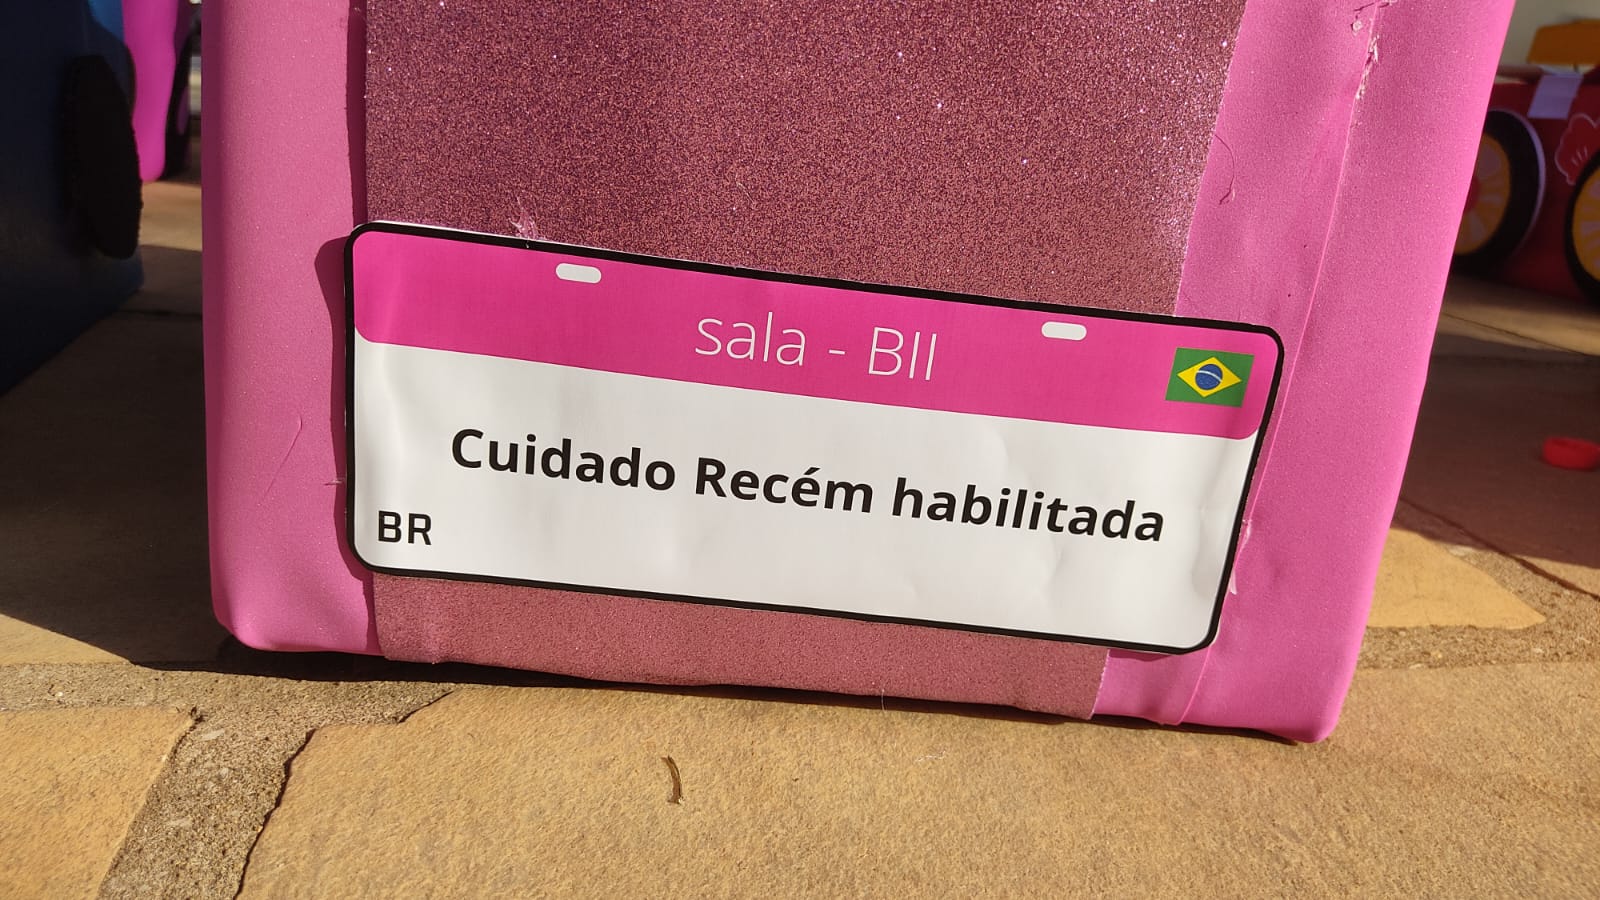 sala - BII
Cuidado Recém habilitada
BR